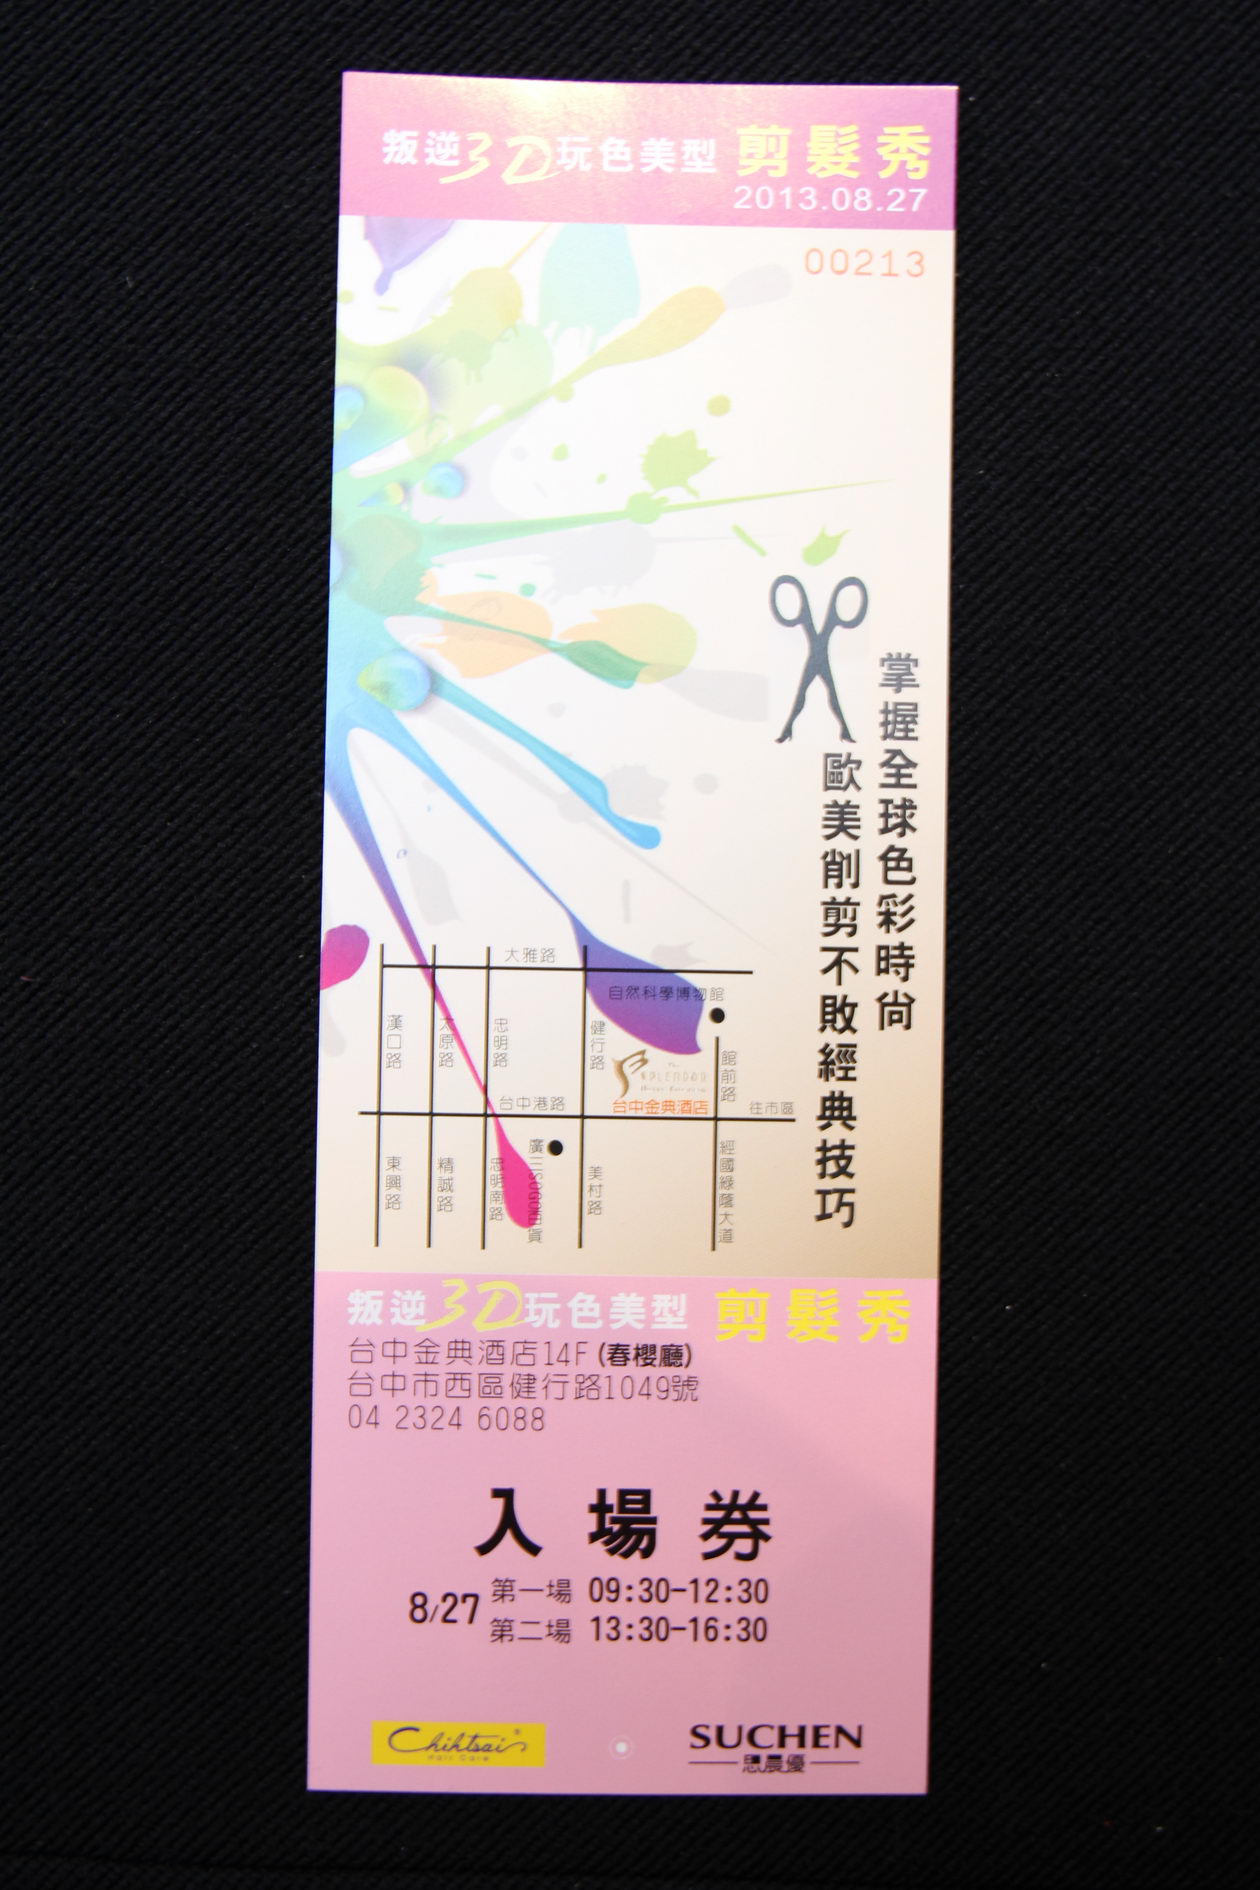 叛逆3D玩色美型 剪髮秀
2013.08.27
00213
掌握全球色彩時尚
歐美削剪不敗經典技巧
大雅路
自然科學博物館
漢口路
太原路
忠明路
健行路
館前路
The
SPLENDOR
Hotel Taichung
台中金典酒店
台中港路
往市區
東興路
精誠路
忠明南路
廣三SOGO百貨
美村路
經國綠蔭大道
叛逆3D玩色美型 剪髮秀
台中金典酒店14F (春櫻廳)
台中市西區健行路1049號
04 2324 6088
入場券
8/27
第一場 09:30-12:30
第二場 13:30-16:30
Chihtsai®
Hair Care
SUCHEN
思晨優